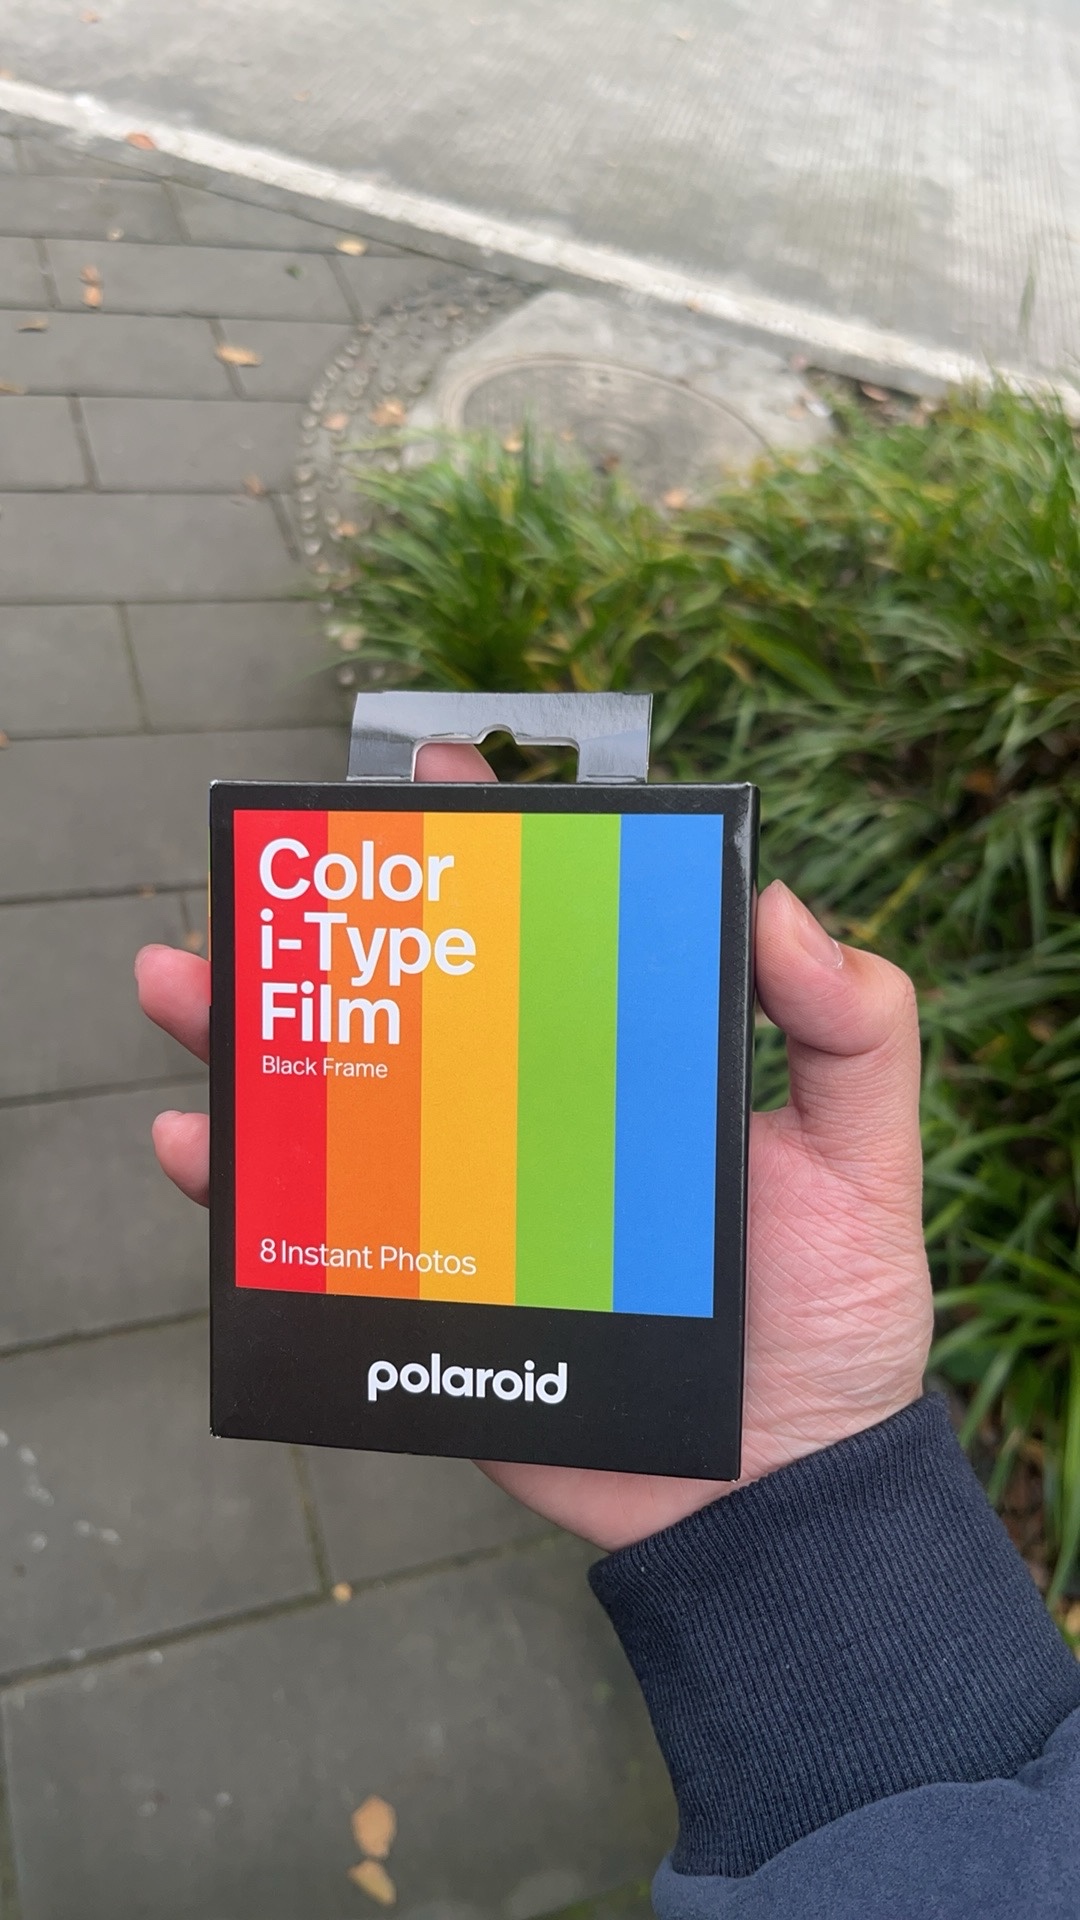 Color
i-Type
Film
Black Frame
8 Instant Photos
polaroid